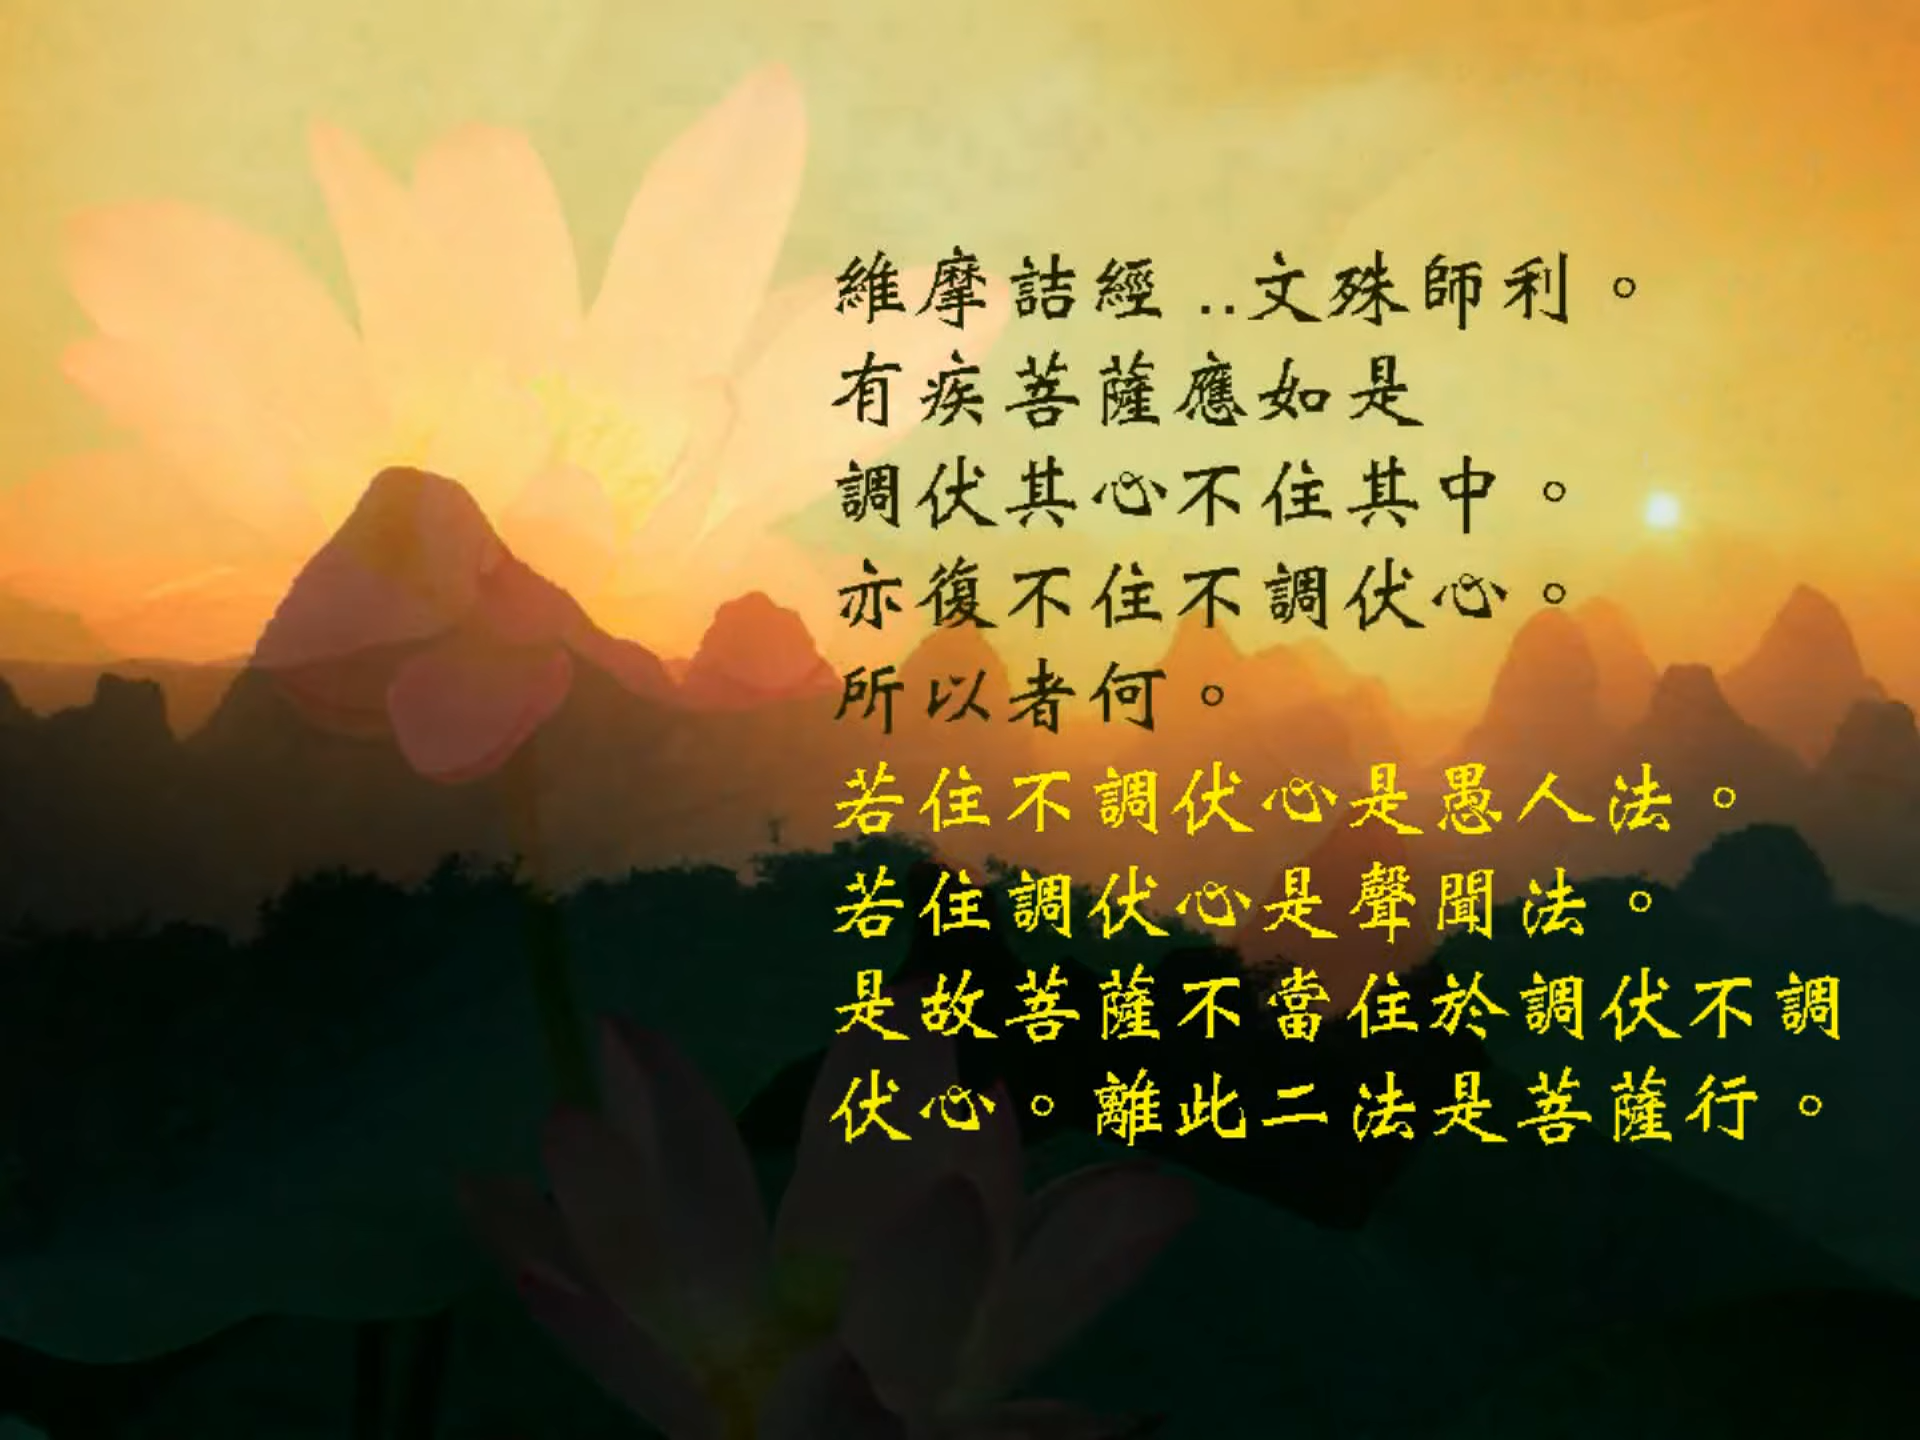 維摩詰經 ..文殊師利。
有疾菩薩應如是
調伏其心不住其中。
亦復不住不調伏心。
所以者何。
若住不調伏心是愚人法。
若住調伏心是聲聞法。
是故菩薩不當住於調伏不調
伏心。離此二法是菩薩行。